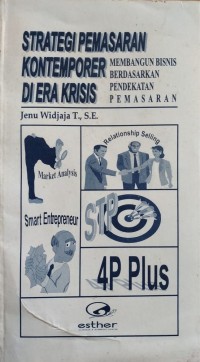 STRATEGI PEMASARAN
KONTEMPORER
DI ERA KRISIS
MEMBANGUN BISNIS
BERDASARKAN
PENDEKATAN
PEMASARAN
Jenu Widjaja T., S.E.
Relationship Selling
Market Analysis
Smart Entrepreneur
STP
4P Plus
esther